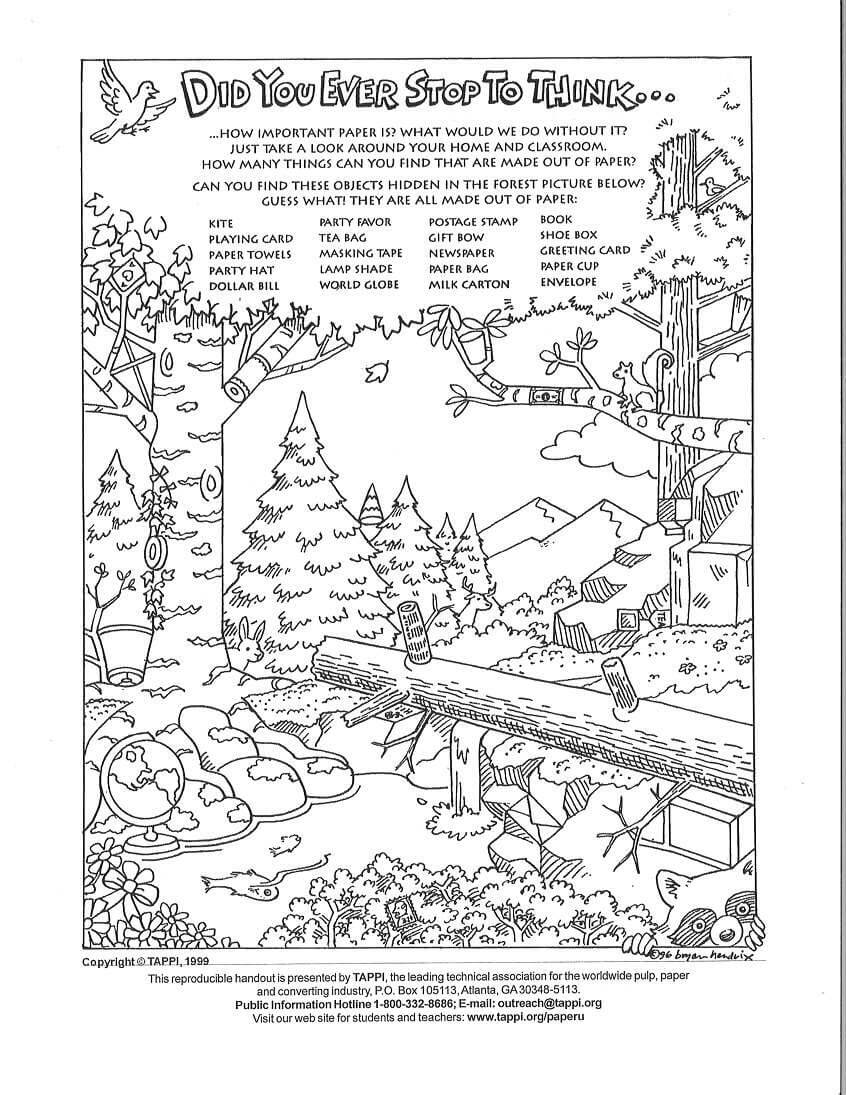 DID YOU EVER STOP TO THINK...
...HOW IMPORTANT PAPER IS? WHAT WOULD WE DO WITHOUT IT?
JUST TAKE A LOOK AROUND YOUR HOME AND CLASSROOM.
HOW MANY THINGS CAN YOU FIND THAT ARE MADE OUT OF PAPER?
CAN YOU FIND THESE OBJECTS HIDDEN IN THE FOREST PICTURE BELOW?
GUESS WHAT! THEY ARE ALL MADE OUT OF PAPER:
KITE
PLAYING CARD
PAPER TOWELS
PARTY HAT
DOLLAR BILL
PARTY FAVOR
TEA BAG
MASKING TAPE
LAMP SHADE
WORLD GLOBE
POSTAGE STAMP
GIFT BOW
NEWSPAPER
PAPER BAG
MILK CARTON
BOOK
SHOE BOX
GREETING CARD
PAPER CUP
ENVELOPE
TEA
©96 bryan hendrix
Copyright © TAPPI, 1999
This reproducible handout is presented by TAPPI, the leading technical association for the worldwide pulp, paper
and converting industry, P.O. Box 105113, Atlanta, GA 30348-5113.
Public Information Hotline 1-800-332-8686; E-mail: outreach@tappi.org
Visit our web site for students and teachers: www.tappi.org/paperu